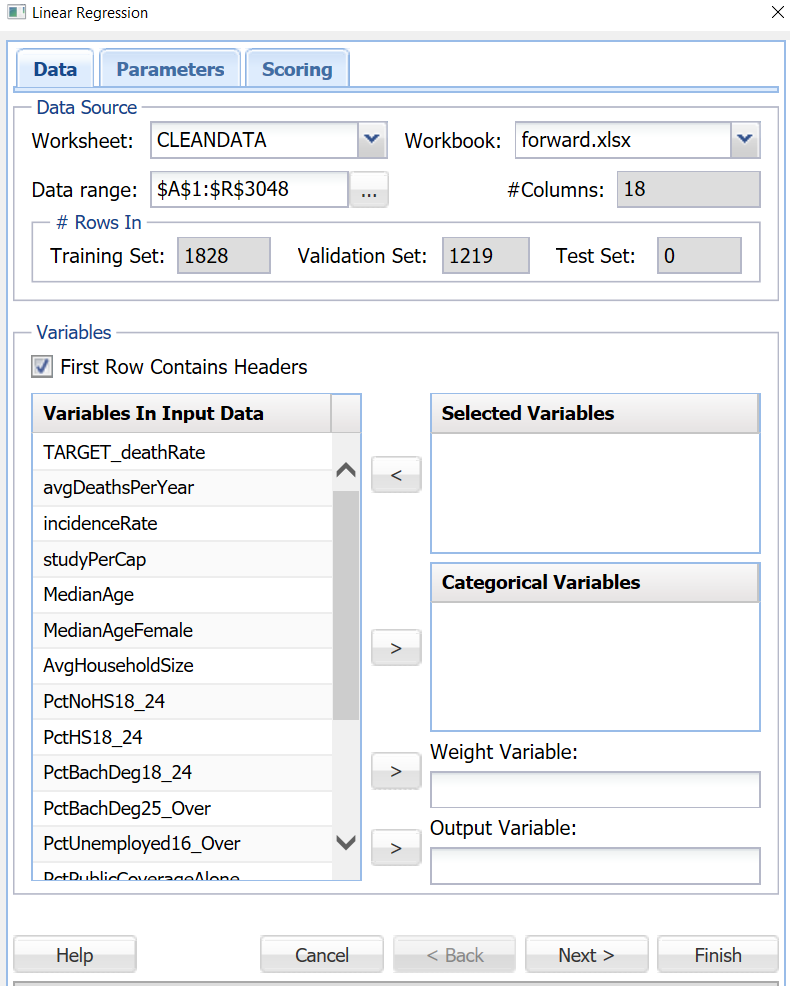 Linear Regression
Data Parameters Scoring
Data Source
Worksheet: CLEANDATA Workbook: forward.xlsx
Data range: $A$1:$R$3048 ... #Columns: 18
# Rows In
Training Set: 1828 Validation Set: 1219 Test Set: 0
Variables
First Row Contains Headers
Variables In Input Data
TARGET_deathRate
avgDeathsPerYear
incidenceRate
studyPerCap
MedianAge
MedianAgeFemale
AvgHouseholdSize
PctNoHS18_24
PctHS18_24
PctBachDeg18_24
PctBachDeg25_Over
PctUnemployed16_Over
PctPublicCoverageAlone
<
>
>
>
Selected Variables
Categorical Variables
Weight Variable:
Output Variable:
Help Cancel < Back Next > Finish